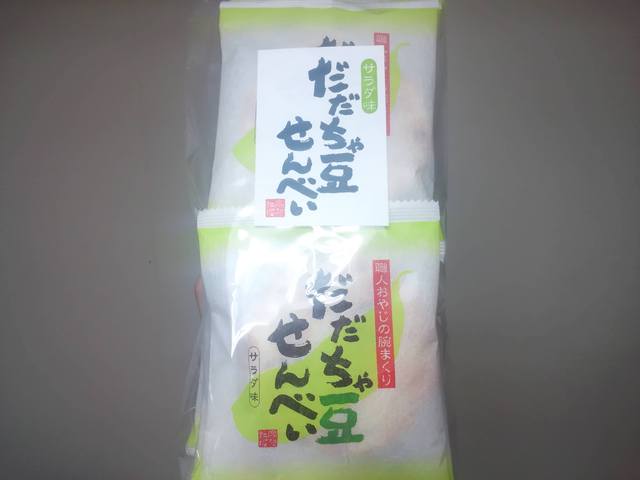 サラダ味
だだちゃ豆
せんべい
職人おやじの腕まくり
だだちゃ豆
せんべい
サラダ味